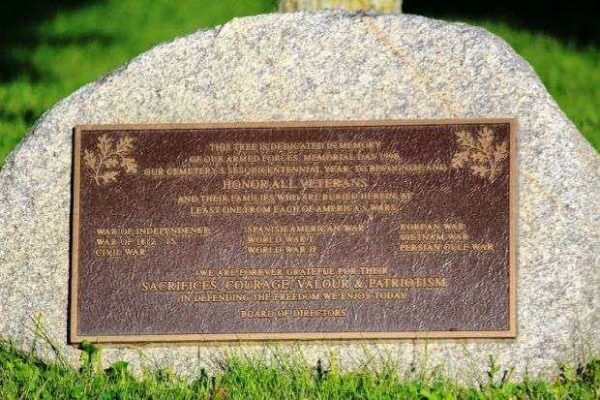 THIS TREE IS DEDICATED IN MEMORY
OF OUR ARMED FORCES, MEMORIAL DAY 1998
OUR CEMETERY'S SESQUICENTENNIAL YEAR, TO
HONOR ALL VETERANS
AND THEIR FAMILIES WHO ARE BURIED HERE IN, AT
LEAST ONE FROM EACH OF AMERICA'S WARS
WAR OF INDEPENDENCE
WAR OF 1812
CIVIL WAR
SPANISH AMERICAN WAR
WORLD WAR I
WORLD WAR II
KOREAN WAR
VIETNAM WAR
PERSIAN GULF WAR
WE ARE FOREVER GRATEFUL FOR THEIR
SACRIFICES, COURAGE, VALOUR & PATRIOTISM
IN DEFENDING THE FREEDOM WE ENJOY TODAY
BOARD OF DIRECTORS